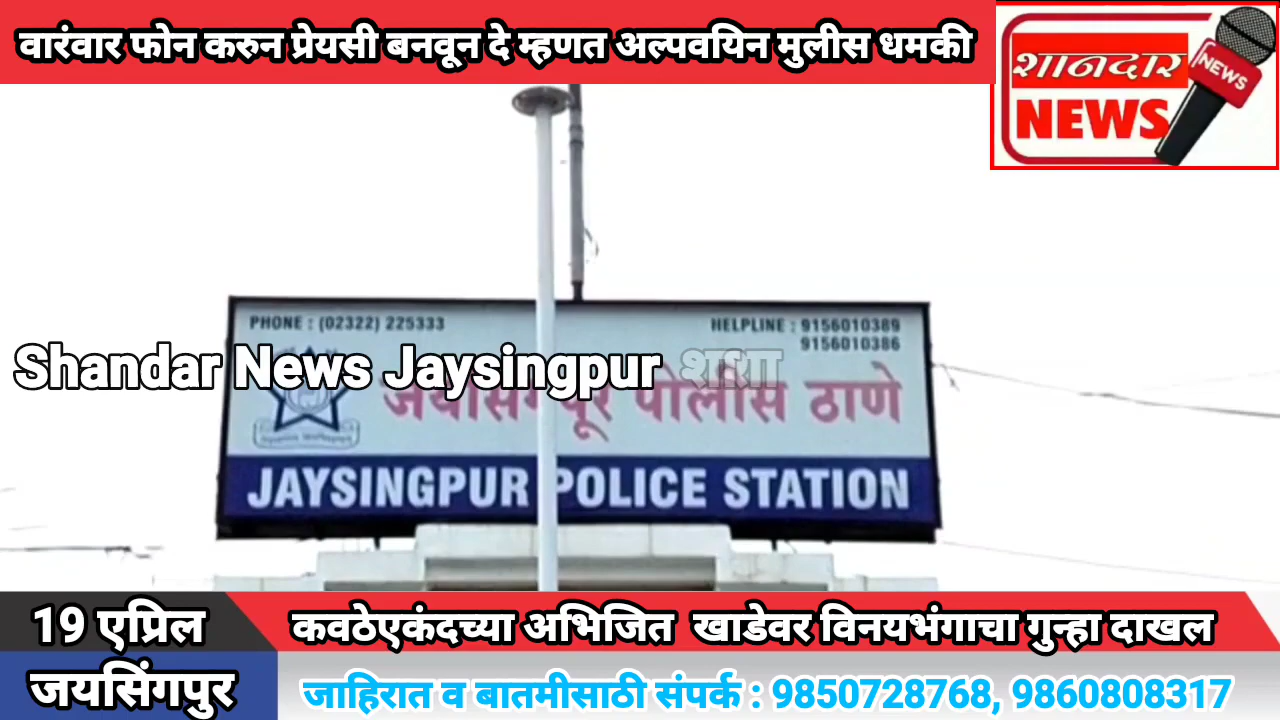 वारंवार फोन करुन प्रेयसी बनवून दे म्हणत अल्पवयिन मुलीस धमकी
शानदार
NEWS
NEWS
PHONE : (02322) 225333
HELPLINE : 9156010389
9156010386
Shandar News Jaysingpur
जयसिंगपूर पोलीस ठाणे
JAYSINGPUR POLICE STATION
19 एप्रिल
कवठेएकंदच्या अभिजित खाडेवर विनयभंगाचा गुन्हा दाखल
जयसिंगपुर
जाहिरात व बातमीसाठी संपर्क : 9850728768, 9860808317